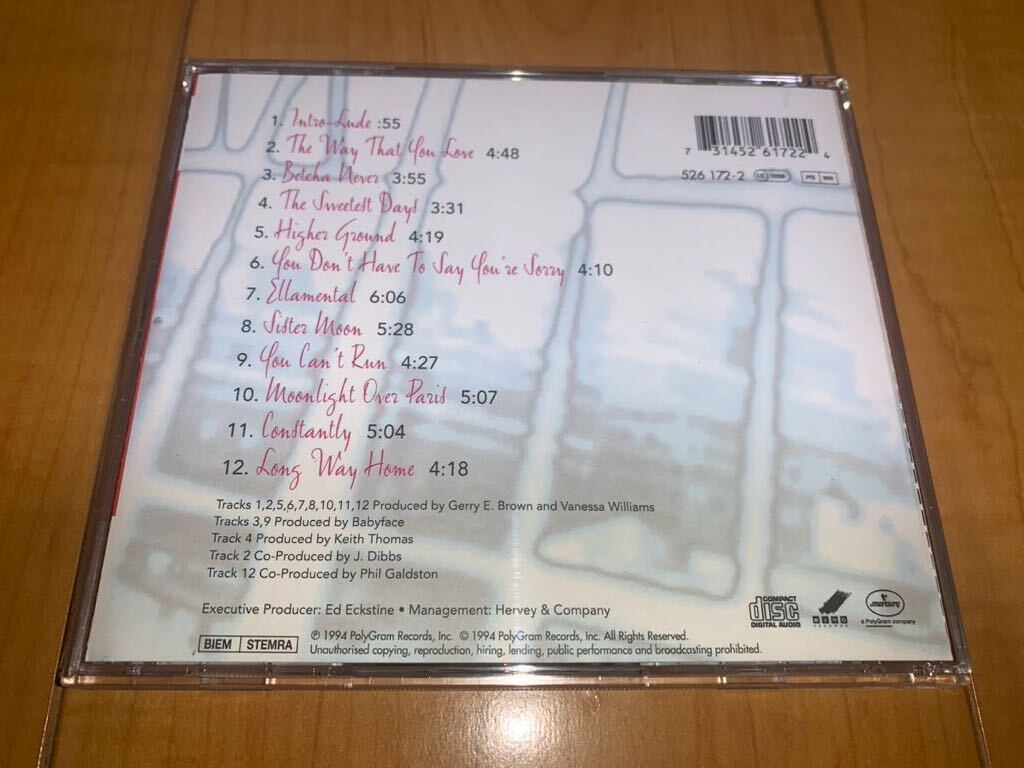 1. Intro-Lude :55
2. The Way That You Love 4:48
3. Betcha Never 3:55
4. The Sweetest Days 3:31
5. Higher Ground 4:19
6. You Don't Have To Say You're Sorry 4:10
7. Ellamental 6:06
8. Sister Moon 5:28
9. You Can't Run 4:27
10. Moonlight Over Paris 5:07
11. Constantly 5:04
12. Long Way Home 4:18
7 31452 61722 4
526 172-2 LC
Tracks 1,2,5,6,7,8,10,11,12 Produced by Gerry E. Brown and Vanessa Williams
Tracks 3,9 Produced by Babyface
Track 4 Produced by Keith Thomas
Track 2 Co-Produced by J. Dibbs
Track 12 Co-Produced by Phil Galdston
Executive Producer: Ed Eckstine • Management: Hervey & Company
BIEM STEMRA
℗ 1994 PolyGram Records, Inc. © 1994 PolyGram Records, Inc. All Rights Reserved.
Unauthorised copying, reproduction, hiring, lending, public performance and broadcasting prohibited.
COMPACT
disc
DIGITAL AUDIO
WING
RECORDS
mercury
a PolyGram company